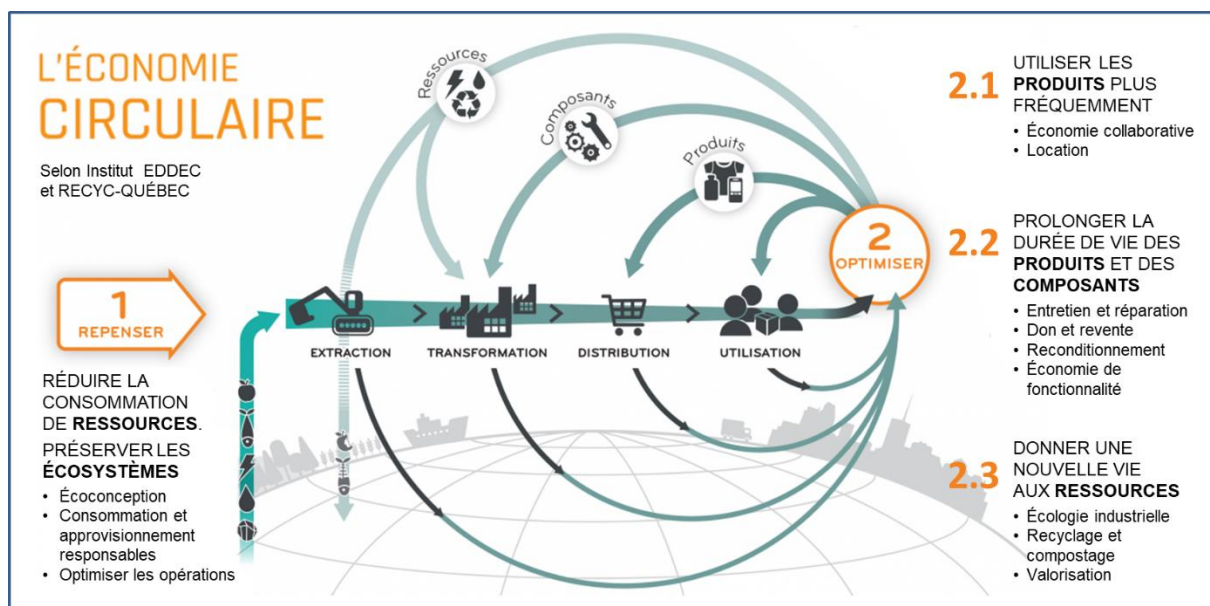 L'ÉCONOMIE
CIRCULAIRE
Selon Institut EDDEC
et RECYC-QUÉBEC
1
REPENSER
RÉDUIRE LA
CONSOMMATION
DE RESSOURCES.
PRÉSERVER LES
ÉCOSYSTÈMES
• Écoconception
• Consommation et
approvisionnement
responsables
• Optimiser les opérations
Ressources
Composants
Produits
EXTRACTION
TRANSFORMATION
DISTRIBUTION
UTILISATION
2
OPTIMISER
2.1
UTILISER LES
PRODUITS PLUS
FRÉQUEMMENT
• Économie collaborative
• Location
2.2
PROLONGER LA
DURÉE DE VIE DES
PRODUITS ET DES
COMPOSANTS
• Entretien et réparation
• Don et revente
• Reconditionnement
• Économie de
fonctionnalité
2.3
DONNER UNE
NOUVELLE VIE
AUX RESSOURCES
• Écologie industrielle
• Recyclage et
compostage
• Valorisation